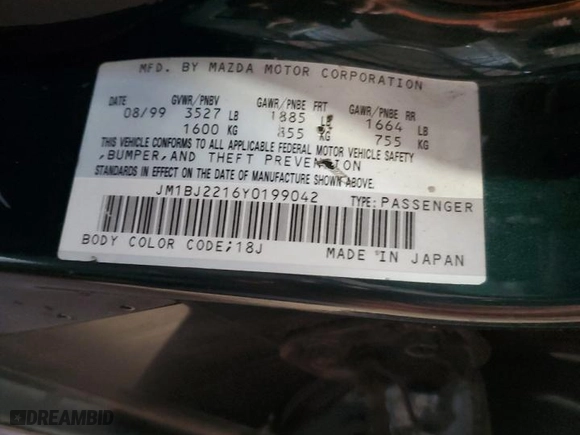 MFD. BY MAZDA MOTOR CORPORATION
GVWR/PNBV GAWR/PNBE FRT GAWR/PNBE RR
08/99 3527 LB 1885 LB 1664 LB
1600 KG 855 KG 755 KG
THIS VEHICLE CONFORMS TO ALL APPLICABLE FEDERAL MOTOR VEHICLE SAFETY
,BUMPER,AND THEFT PREVENTION
STANDARDS IN EFFECT ON THE DATE OF MANUFACTURE SHOWN ABOVE.
JM1BJ2216Y0199042 TYPE: PASSENGER
BODY COLOR CODE;18J MADE IN JAPAN
DREAMBID